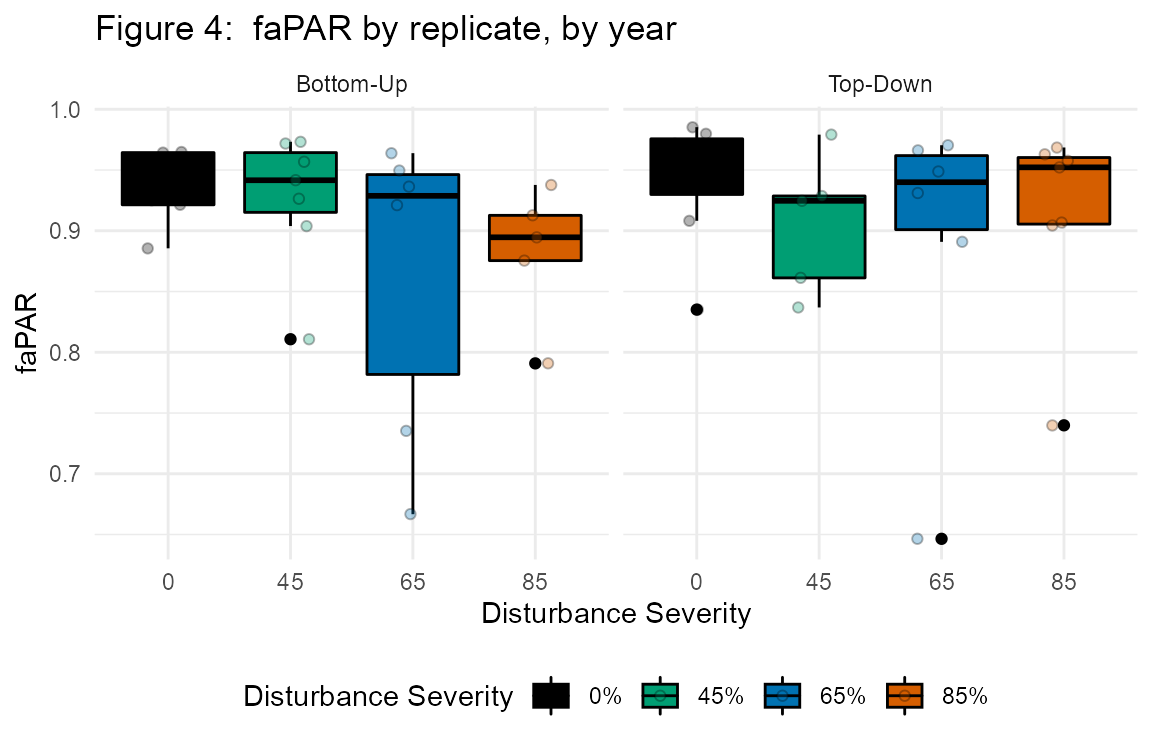 Figure 4:  faPAR by replicate, by year
Bottom-Up
Top-Down
1.0
0.9
0.8
0.7
faPAR
0 45 65 85
0 45 65 85
Disturbance Severity
Disturbance Severity 0% 45% 65% 85%